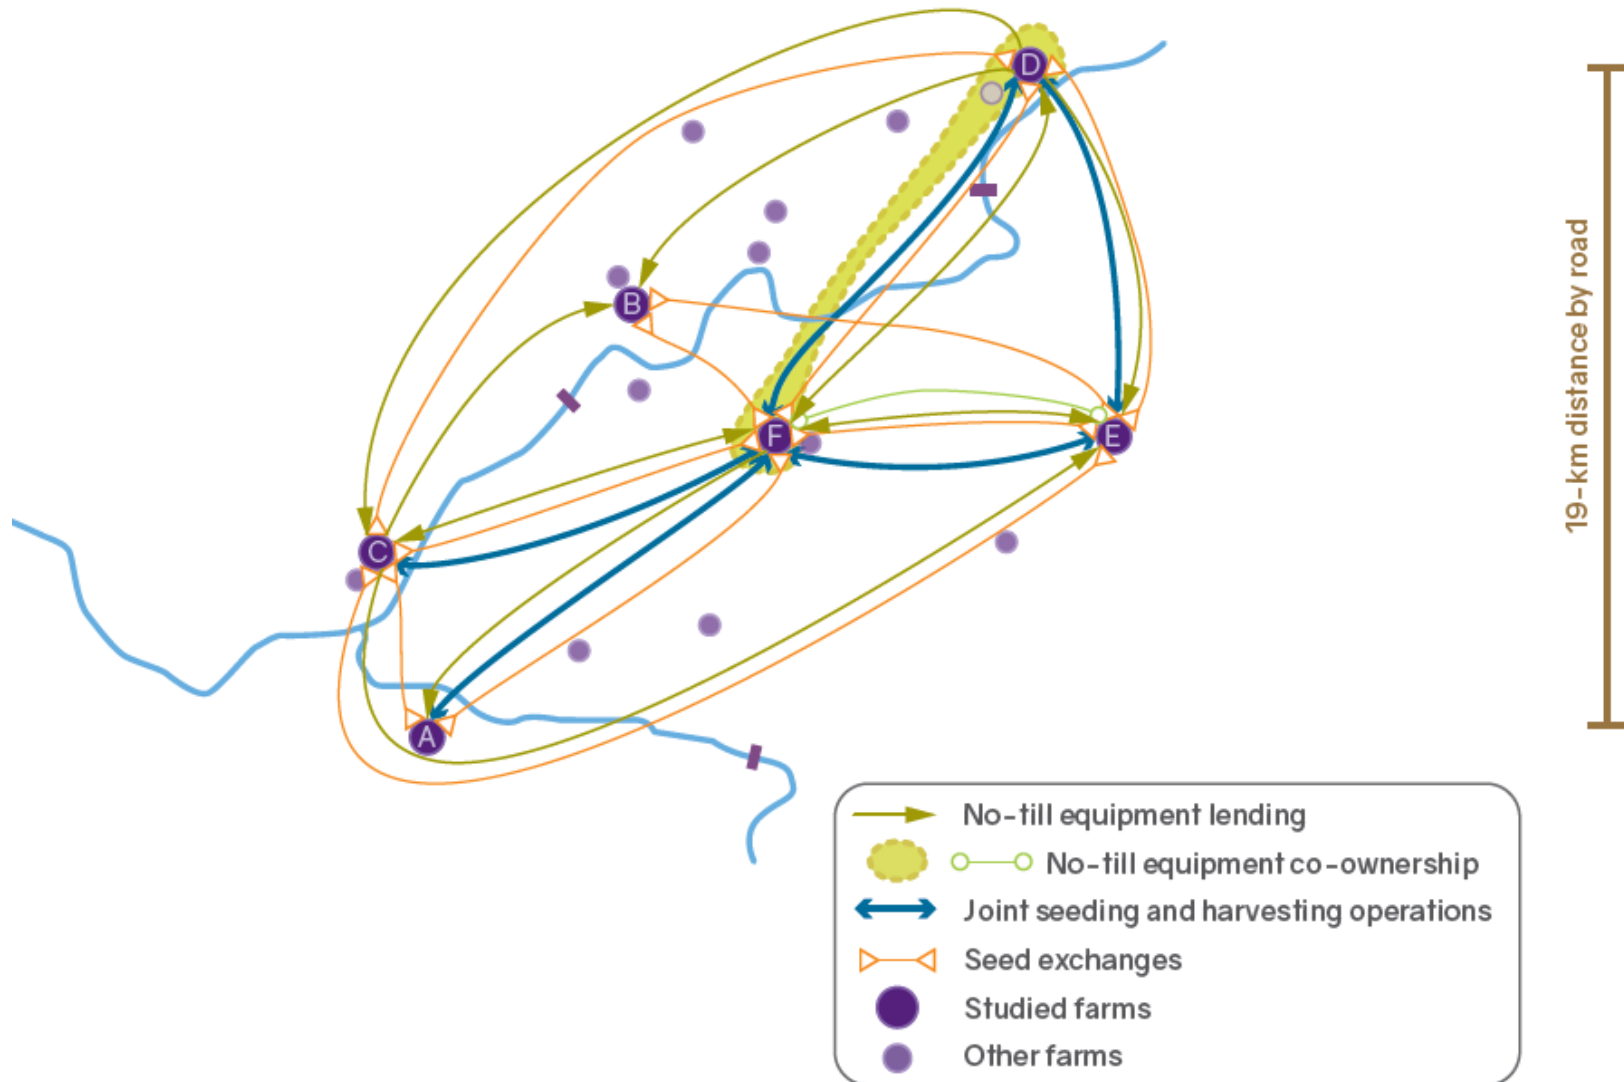 D
B
F
E
C
A
19-km distance by road
No-till equipment lending
No-till equipment co-ownership
Joint seeding and harvesting operations
Seed exchanges
Studied farms
Other farms